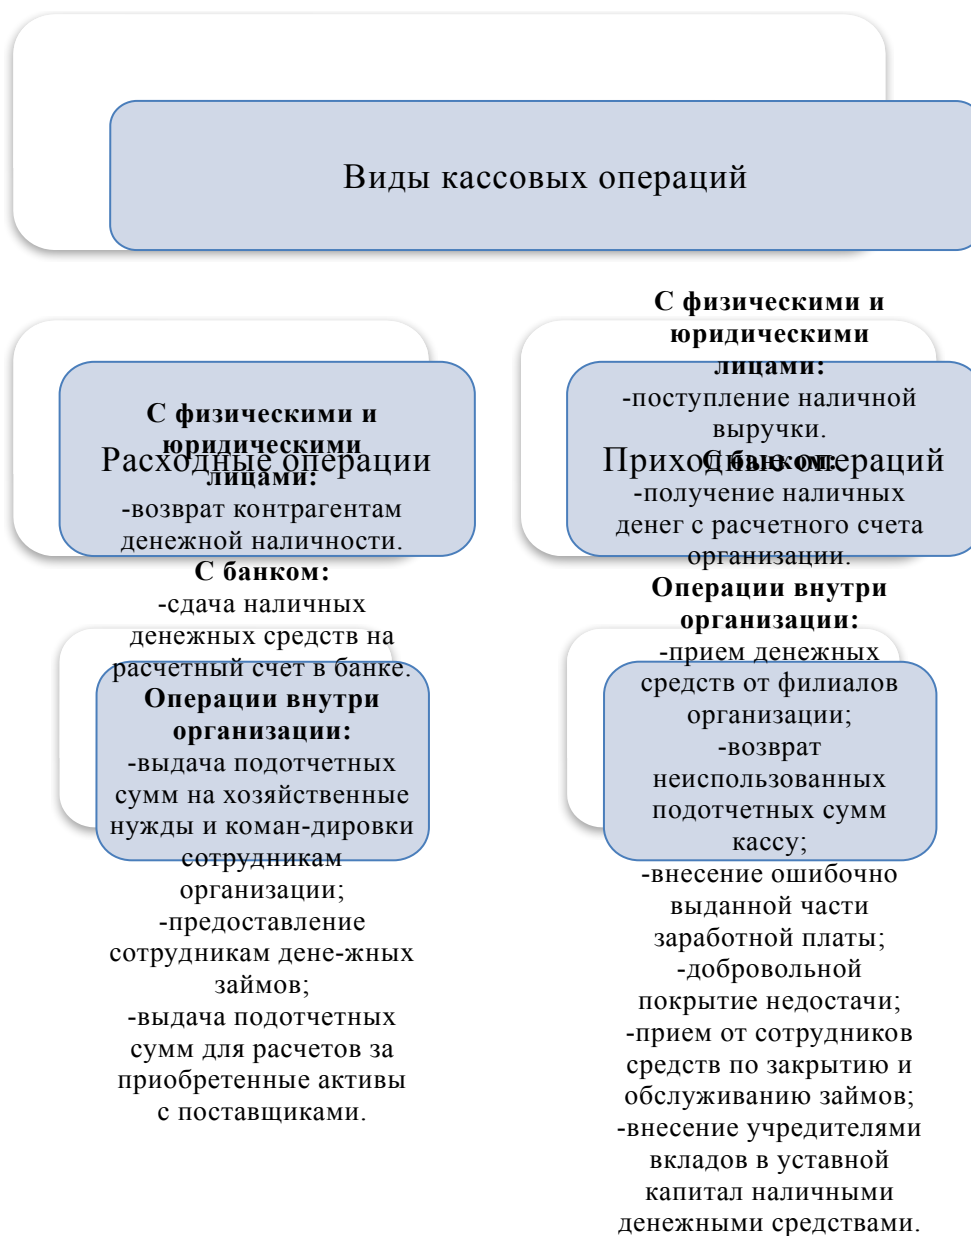 Виды кассовых операций
Расходные операции
С физическими и
юридическими
лицами:
-возврат контрагентам
денежной наличности.
С банком:
-сдача наличных
денежных средств на
расчетный счет в банке.
Операции внутри
организации:
-выдача подотчетных
сумм на хозяйственные
нужды и коман-дировки
сотрудникам
организации;
-предоставление
сотрудникам дене-жных
займов;
-выдача подотчетных
сумм для расчетов за
приобретенные активы
с поставщиками.
Приходные операций
С физическими и
юридическими
лицами:
-поступление наличной
выручки.
С банком:
-получение наличных
денег с расчетного счета
организации.
Операции внутри
организации:
-прием денежных
средств от филиалов
организации;
-возврат
неиспользованных
подотчетных сумм
кассу;
-внесение ошибочно
выданной части
заработной платы;
-добровольной
покрытие недостачи;
-прием от сотрудников
средств по закрытию и
обслуживанию займов;
-внесение учредителями
вкладов в уставной
капитал наличными
денежными средствами.